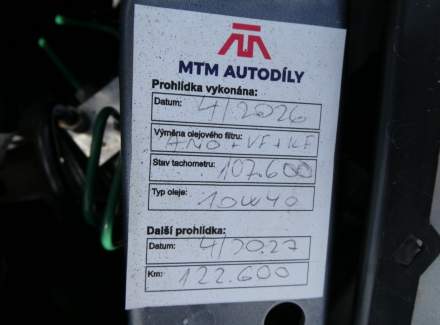 MTM AUTODÍLY
Prohlídka vykonána:
Datum: 4/2026
Výměna olejového filtru: ANO + VF + KF
Stav tachometru: 107.600
Typ oleje: 10W40
Další prohlídka:
Datum: 4/2027
Km: 122.600